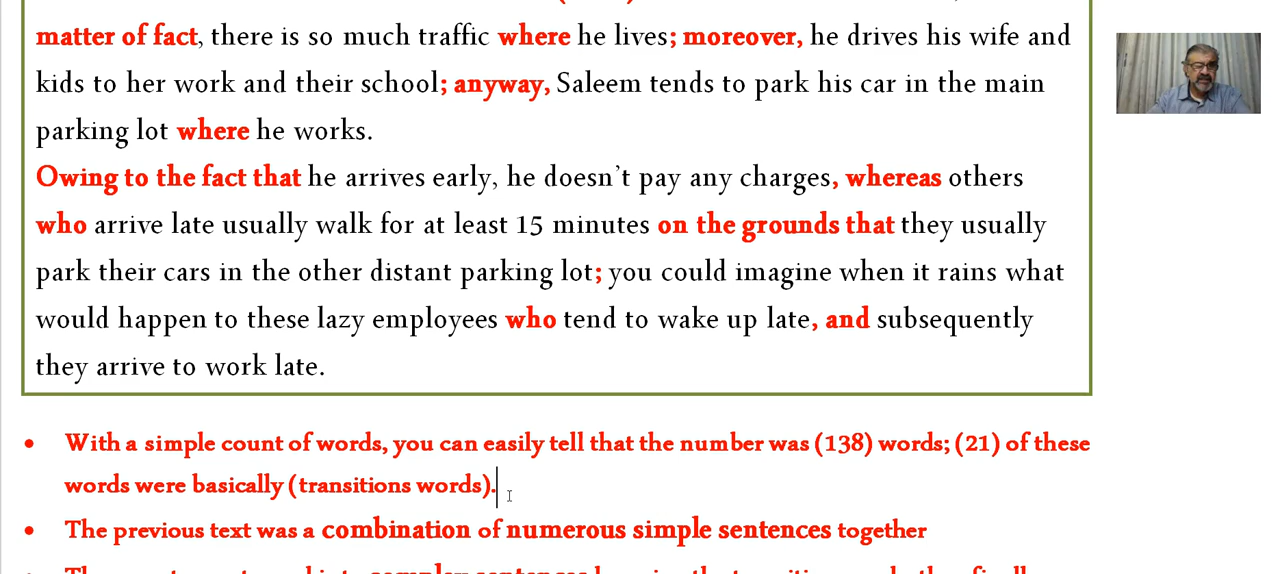 matter of fact, there is so much traffic where he lives; moreover, he drives his wife and
kids to her work and their school; anyway, Saleem tends to park his car in the main
parking lot where he works.
Owing to the fact that he arrives early, he doesn't pay any charges, whereas others
who arrive late usually walk for at least 15 minutes on the grounds that they usually
park their cars in the other distant parking lot; you could imagine when it rains what
would happen to these lazy employees who tend to wake up late, and subsequently
they arrive to work late.
• With a simple count of words, you can easily tell that the number was (138) words; (21) of these
words were basically (transitions words).
• The previous text was a combination of numerous simple sentences together